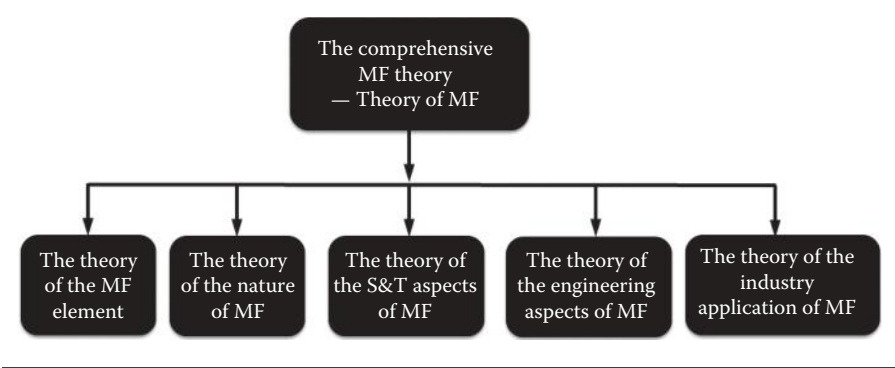 The comprehensive
MF theory
— Theory of MF
The theory
of the MF
element
The theory
of the nature
of MF
The theory of
the S&T aspects
of MF
The theory of
the engineering
aspects of MF
The theory of the
industry
application of MF